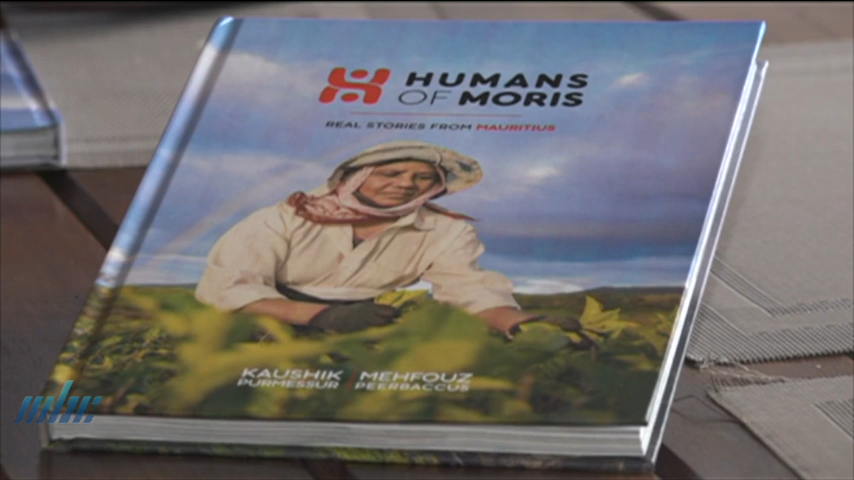 HUMANS
OF MORIS
REAL STORIES FROM MAURITIUS
KAUSHIK | MEHFOUZ
PURMESSUR PEERBACCUS